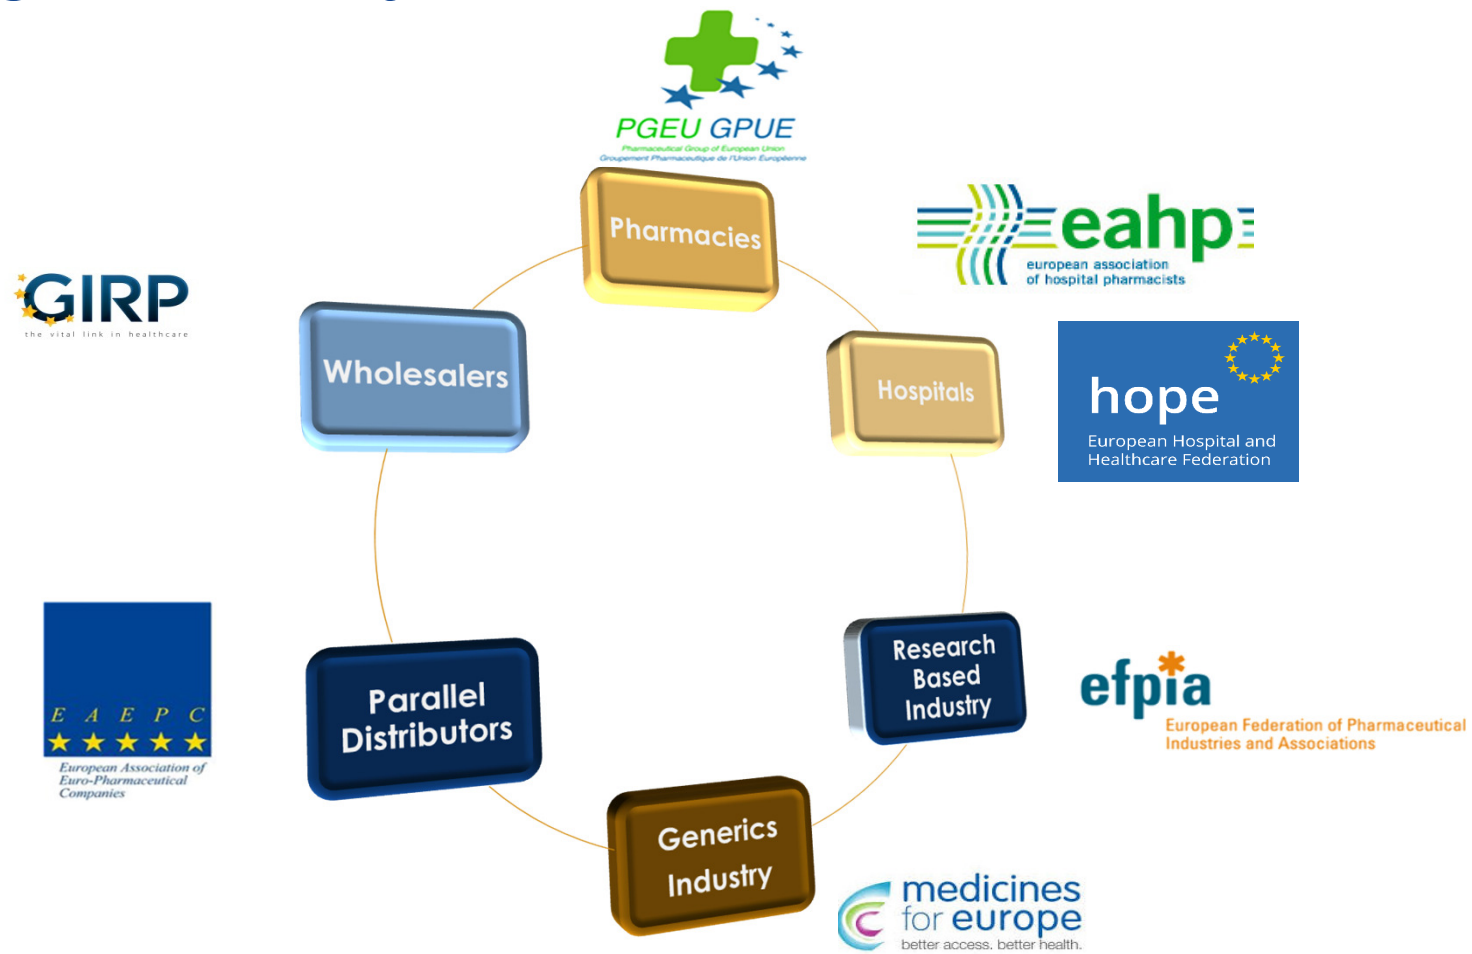 PGEU GPUE
Pharmaceutical Group of European Union
Groupement Pharmaceutique de l'Union Européenne
Pharmacies
eahp
european association
of hospital pharmacists
GIRP
the vital link in healthcare
Wholesalers
Hospitals
hope
European Hospital and
Healthcare Federation
Research
Based
Industry
efpia
European Federation of Pharmaceutical
Industries and Associations
Parallel
Distributors
E A E P C
European Association of
Euro-Pharmaceutical
Companies
Generics
Industry
medicines
for europe
better access. better health.